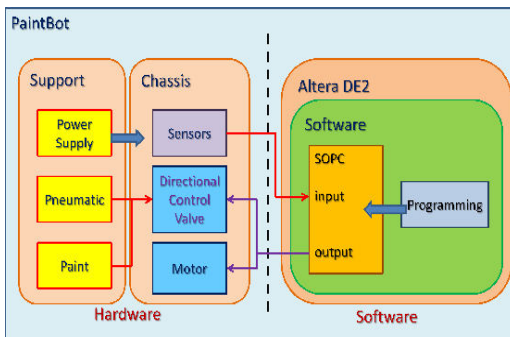 PaintBot
Support
Chassis
Altera DE2
Power
Supply
Sensors
Software
SOPC
input
output
Programming
Pneumatic
Directional
Control
Valve
Paint
Motor
Hardware
Software